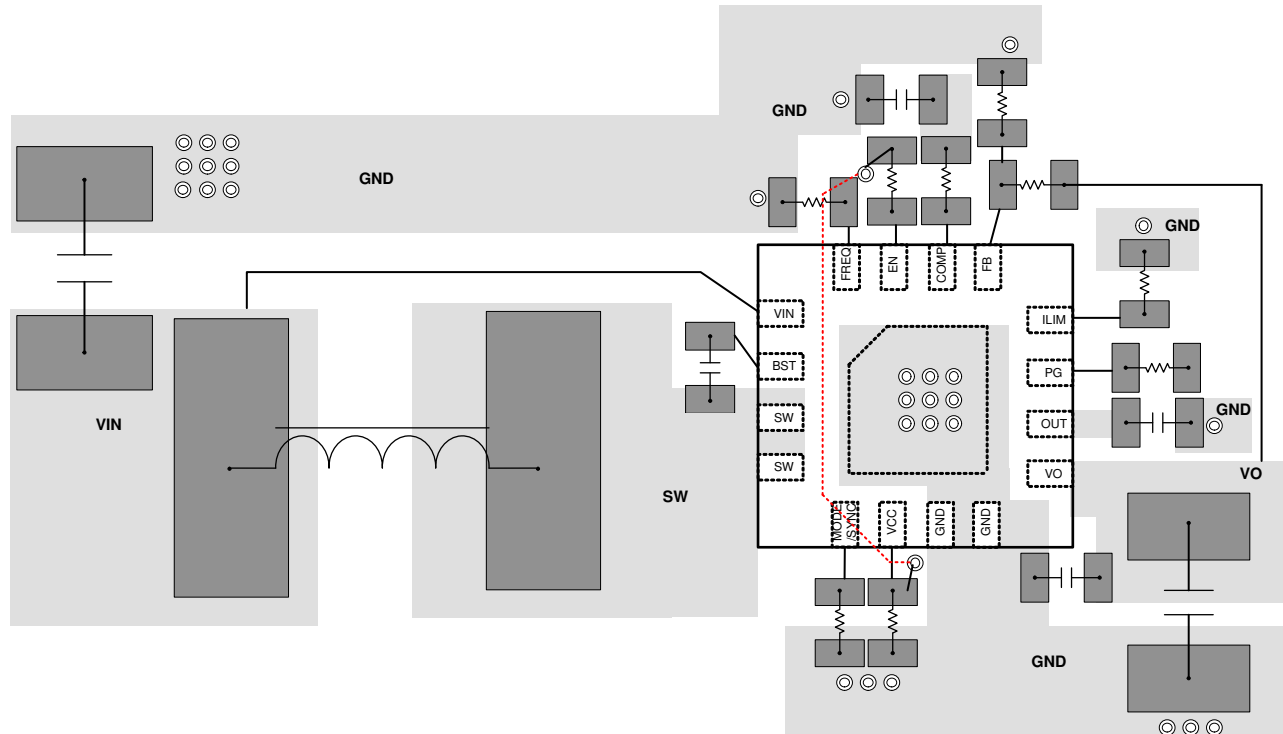 GND
GND
FREQ
EN
COMP
FB
GND
VIN
BST
SW
SW
ILIM
PG
OUT
VO
GND
VO
VIN
SW
MODE
/SYNC
VCC
GND
GND
GND